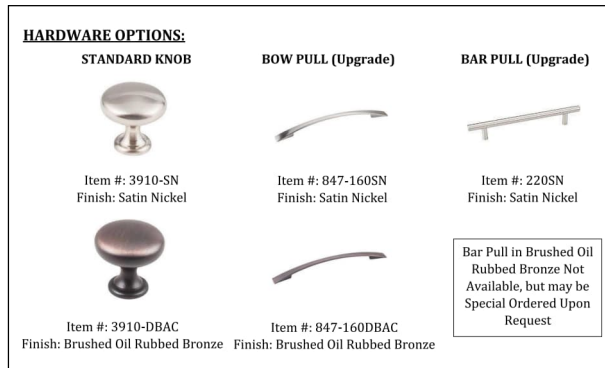 HARDWARE OPTIONS:
STANDARD KNOB
BOW PULL (Upgrade)
BAR PULL (Upgrade)
Item #: 3910-SN
Finish: Satin Nickel
Item #: 847-160SN
Finish: Satin Nickel
Item #: 220SN
Finish: Satin Nickel
Item #: 3910-DBAC
Finish: Brushed Oil Rubbed Bronze
Item #: 847-160DBAC
Finish: Brushed Oil Rubbed Bronze
Bar Pull in Brushed Oil
Rubbed Bronze Not
Available, but may be
Special Ordered Upon
Request